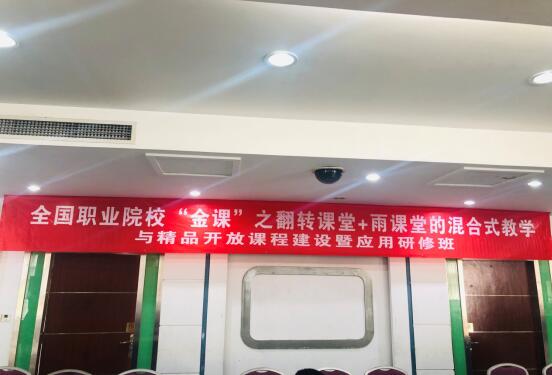 全国职业院校“金课”之翻转课堂+雨课堂的混合式教学
与精品开放课程建设暨应用研修班